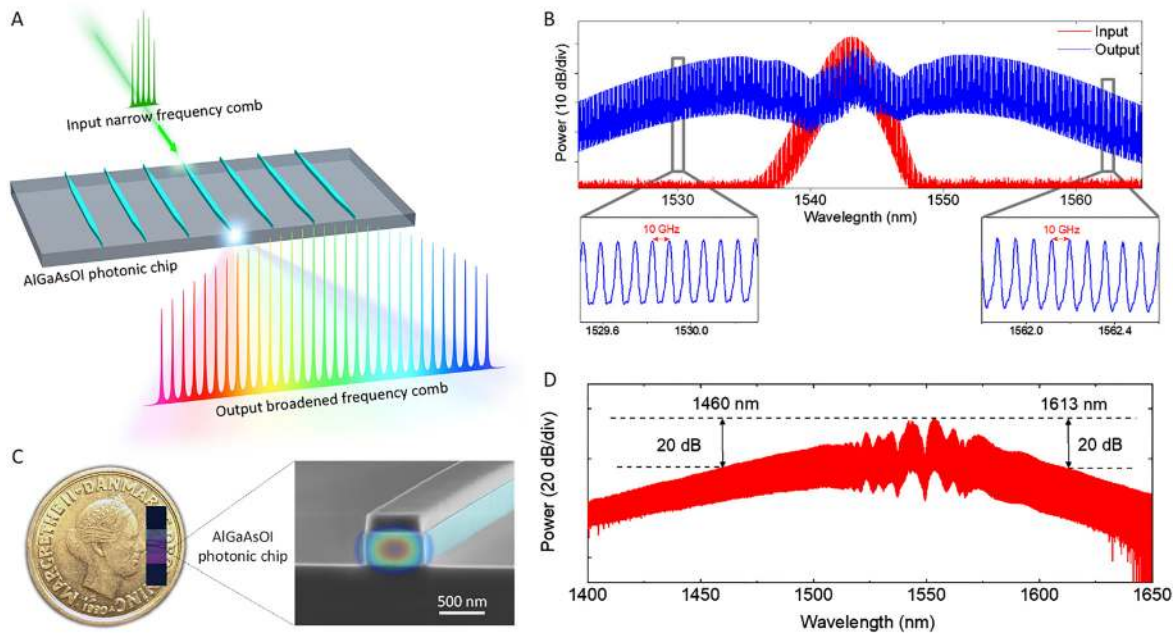 A
Input narrow frequency comb
AlGaAsOI photonic chip
Output broadened frequency comb
B
Input
Output
Power (10 dB/div)
1530
1540
1550
1560
Wavelegnth (nm)
10 GHz
1529.6
1530.0
10 GHz
1562.0
1562.4
C
MARGRETHE II · DANMARK
1990
AlGaAsOI
photonic chip
500 nm
D
1460 nm
1613 nm
20 dB
20 dB
Power (20 dB/div)
1400
1450
1500
1550
1600
1650
Wavelength (nm)